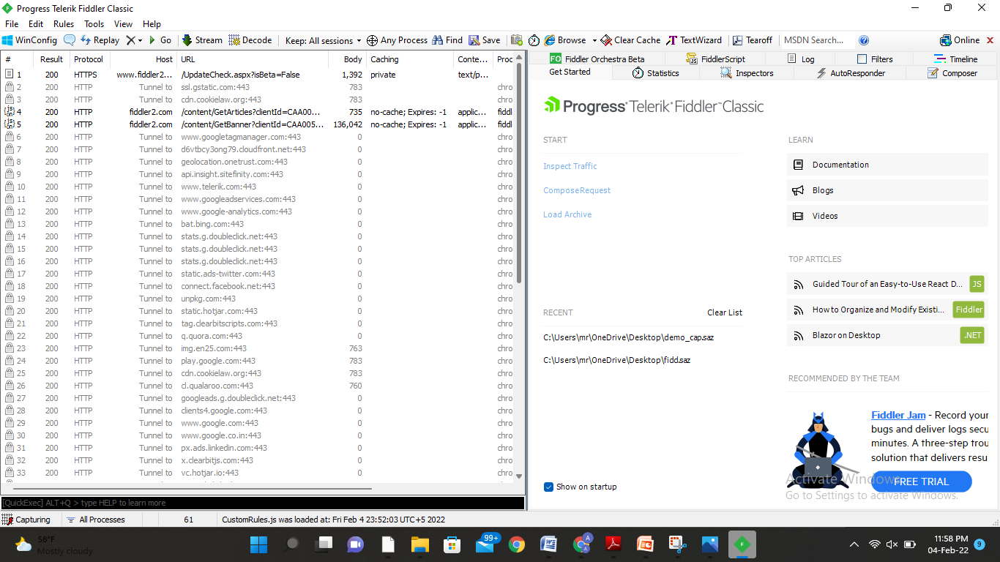 Progress Telerik Fiddler Classic
File Edit Rules Tools View Help
WinConfig Replay Go Stream Decode Keep: All sessions Any Process Find Save Browse Clear Cache TextWizard Tearoff MSDN Search... Online
# Result Protocol Host URL Body Caching Conte... Proc
1 200 HTTPS www.fiddler2... /UpdateCheck.aspx?isBeta=False 1,392 private text/p...
2 200 HTTP Tunnel to ssl.gstatic.com:443 783 chro
3 200 HTTP Tunnel to cdn.cookielaw.org:443 783 chro
4 200 HTTP fiddler2.com /content/GetArticles?clientId=CAA00... 735 no-cache; Expires: -1 applic... fiddl
5 200 HTTP fiddler2.com /content/GetBanner?clientId=CAA005... 136,042 no-cache; Expires: -1 applic... fiddl
6 200 HTTP Tunnel to www.googletagmanager.com:443 0 chro
7 200 HTTP Tunnel to d6vtbcy3ong79.cloudfront.net:443 0 chro
8 200 HTTP Tunnel to geolocation.onetrust.com:443 0 chro
9 200 HTTP Tunnel to api.insight.sitefinity.com:443 0 chro
10 200 HTTP Tunnel to www.telerik.com:443 0 chro
11 200 HTTP Tunnel to www.googleadservices.com:443 0 chro
12 200 HTTP Tunnel to www.google-analytics.com:443 0 chro
13 200 HTTP Tunnel to bat.bing.com:443 0 chro
14 200 HTTP Tunnel to stats.g.doubleclick.net:443 0 chro
15 200 HTTP Tunnel to stats.g.doubleclick.net:443 0 chro
16 200 HTTP Tunnel to stats.g.doubleclick.net:443 0 chro
17 200 HTTP Tunnel to static.ads-twitter.com:443 0 chro
18 200 HTTP Tunnel to connect.facebook.net:443 0 chro
19 200 HTTP Tunnel to unpkg.com:443 0 chro
20 200 HTTP Tunnel to static.hotjar.com:443 0 chro
21 200 HTTP Tunnel to tag.clearbitscripts.com:443 0 chro
22 200 HTTP Tunnel to q.quora.com:443 0 chro
23 200 HTTP Tunnel to img.en25.com:443 763 chro
24 200 HTTP Tunnel to play.google.com:443 783 chro
25 200 HTTP Tunnel to cdn.cookielaw.org:443 783 chro
26 200 HTTP Tunnel to cl.qualaroo.com:443 760 chro
27 200 HTTP Tunnel to googleads.g.doubleclick.net:443 0 chro
28 200 HTTP Tunnel to clients4.google.com:443 0 chro
29 200 HTTP Tunnel to www.google.com:443 0 chro
30 200 HTTP Tunnel to www.google.co.in:443 0 chro
31 200 HTTP Tunnel to px.ads.linkedin.com:443 0 chro
32 200 HTTP Tunnel to x.clearbitjs.com:443 0 chro
33 200 HTTP Tunnel to vc.hotjar.io:443 0 chro
[QuickExec] ALT+Q > type HELP to learn more
Capturing All Processes 61 CustomRules.js was loaded at: Fri Feb 4 23:52:03 UTC+5 2022
FO Fiddler Orchestra Beta FiddlerScript Log Filters Timeline
Get Started Statistics Inspectors AutoResponder Composer
Progress Telerik Fiddler Classic
START
Inspect Traffic
Compose Request
Load Archive
RECENT Clear List
C:\Users\mr\OneDrive\Desktop\demo_cap.saz
C:\Users\mr\OneDrive\Desktop\fidd.saz
Show on startup
LEARN
Documentation
Blogs
Videos
TOP ARTICLES
Guided Tour of an Easy-to-Use React D... JS
How to Organize and Modify Existi... Fiddler
Blazor on Desktop .NET
RECOMMENDED BY THE TEAM
Fiddler Jam - Record your
bugs and deliver logs secu
minutes. A three-step trou
solution that delivers resu
FREE TRIAL
Activate Windows
Go to Settings to activate Windows.
58°F
Mostly cloudy
99+
A
11:58 PM
04-Feb-22
9